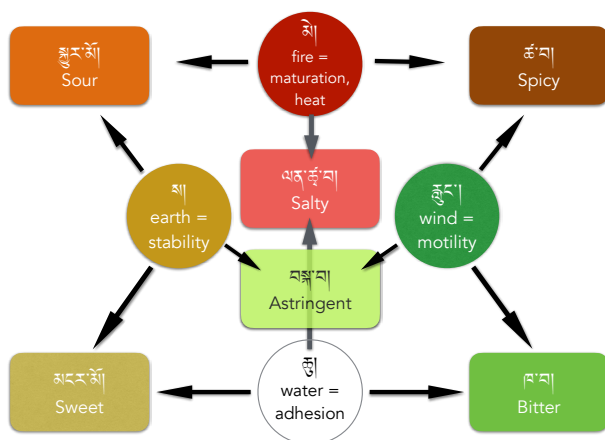 སྐྱུར་མོ།
Sour
མེ།
fire =
maturation,
heat
ཚ་བ།
Spicy
ལན་ཚྭ་བ།
Salty
ས།
earth =
stability
རླུང་།
wind =
motility
བསྐ་བ།
Astringent
མངར་མོ།
Sweet
ཆུ།
water =
adhesion
ཁ་བ།
Bitter